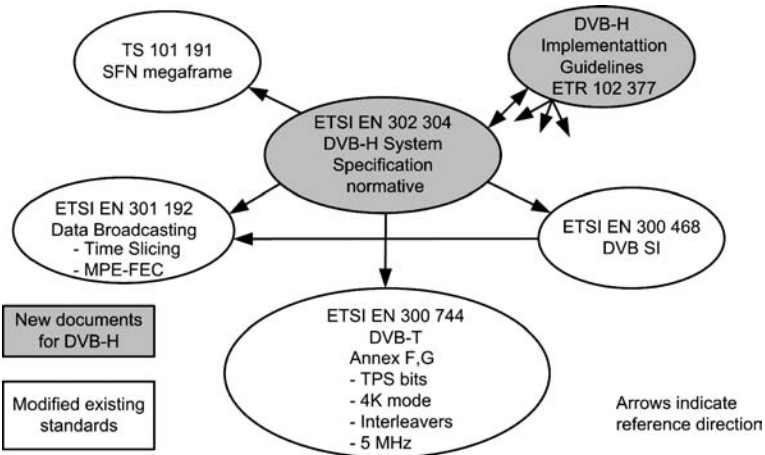 TS 101 191
SFN megaframe
DVB-H
Implementattion
Guidelines
ETR 102 377
ETSI EN 302 304
DVB-H System
Specification
normative
ETSI EN 301 192
Data Broadcasting
- Time Slicing
- MPE-FEC
ETSI EN 300 468
DVB SI
New documents
for DVB-H
ETSI EN 300 744
DVB-T
Annex F,G
- TPS bits
- 4K mode
- Interleavers
- 5 MHz
Modified existing
standards
Arrows indicate
reference direction